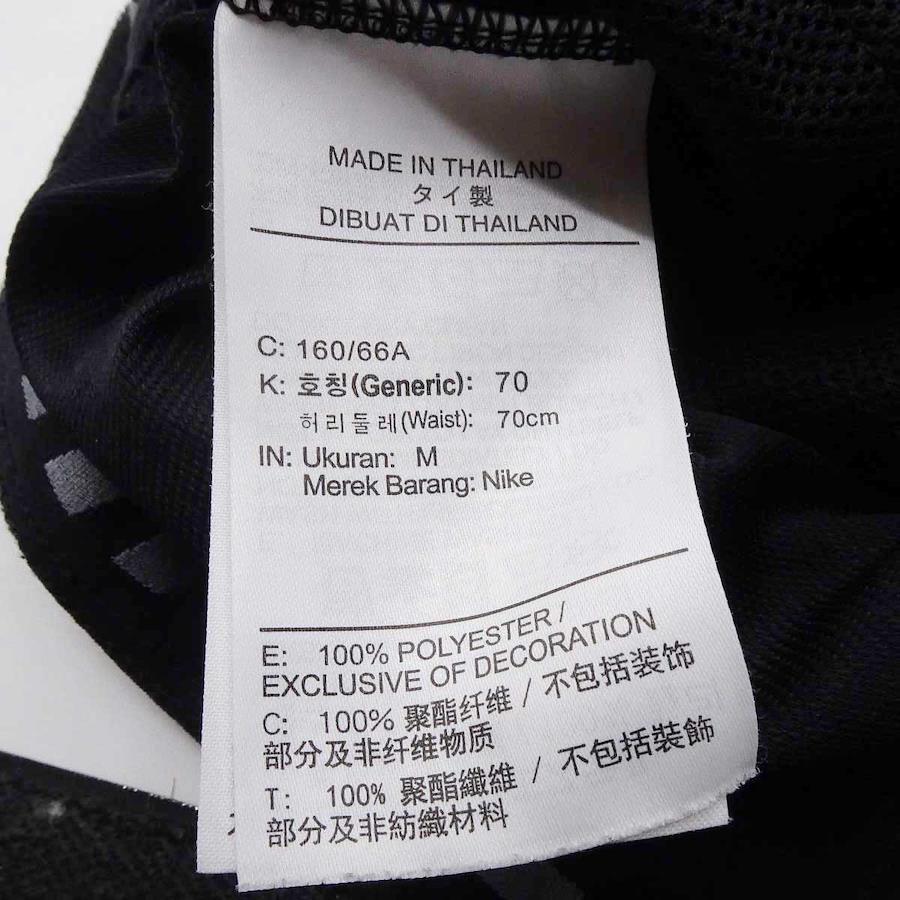 MADE IN THAILAND
タイ製
DIBUAT DI THAILAND
C: 160/66A
K: 호칭(Generic): 70
허리둘레(Waist): 70cm
IN: Ukuran: M
Merek Barang: Nike
E: 100% POLYESTER /
EXCLUSIVE OF DECORATION
C: 100% 聚酯纤维 / 不包括装饰
部分及非纤维物质
T: 100% 聚酯纖維 / 不包括裝飾
部分及非紡織材料